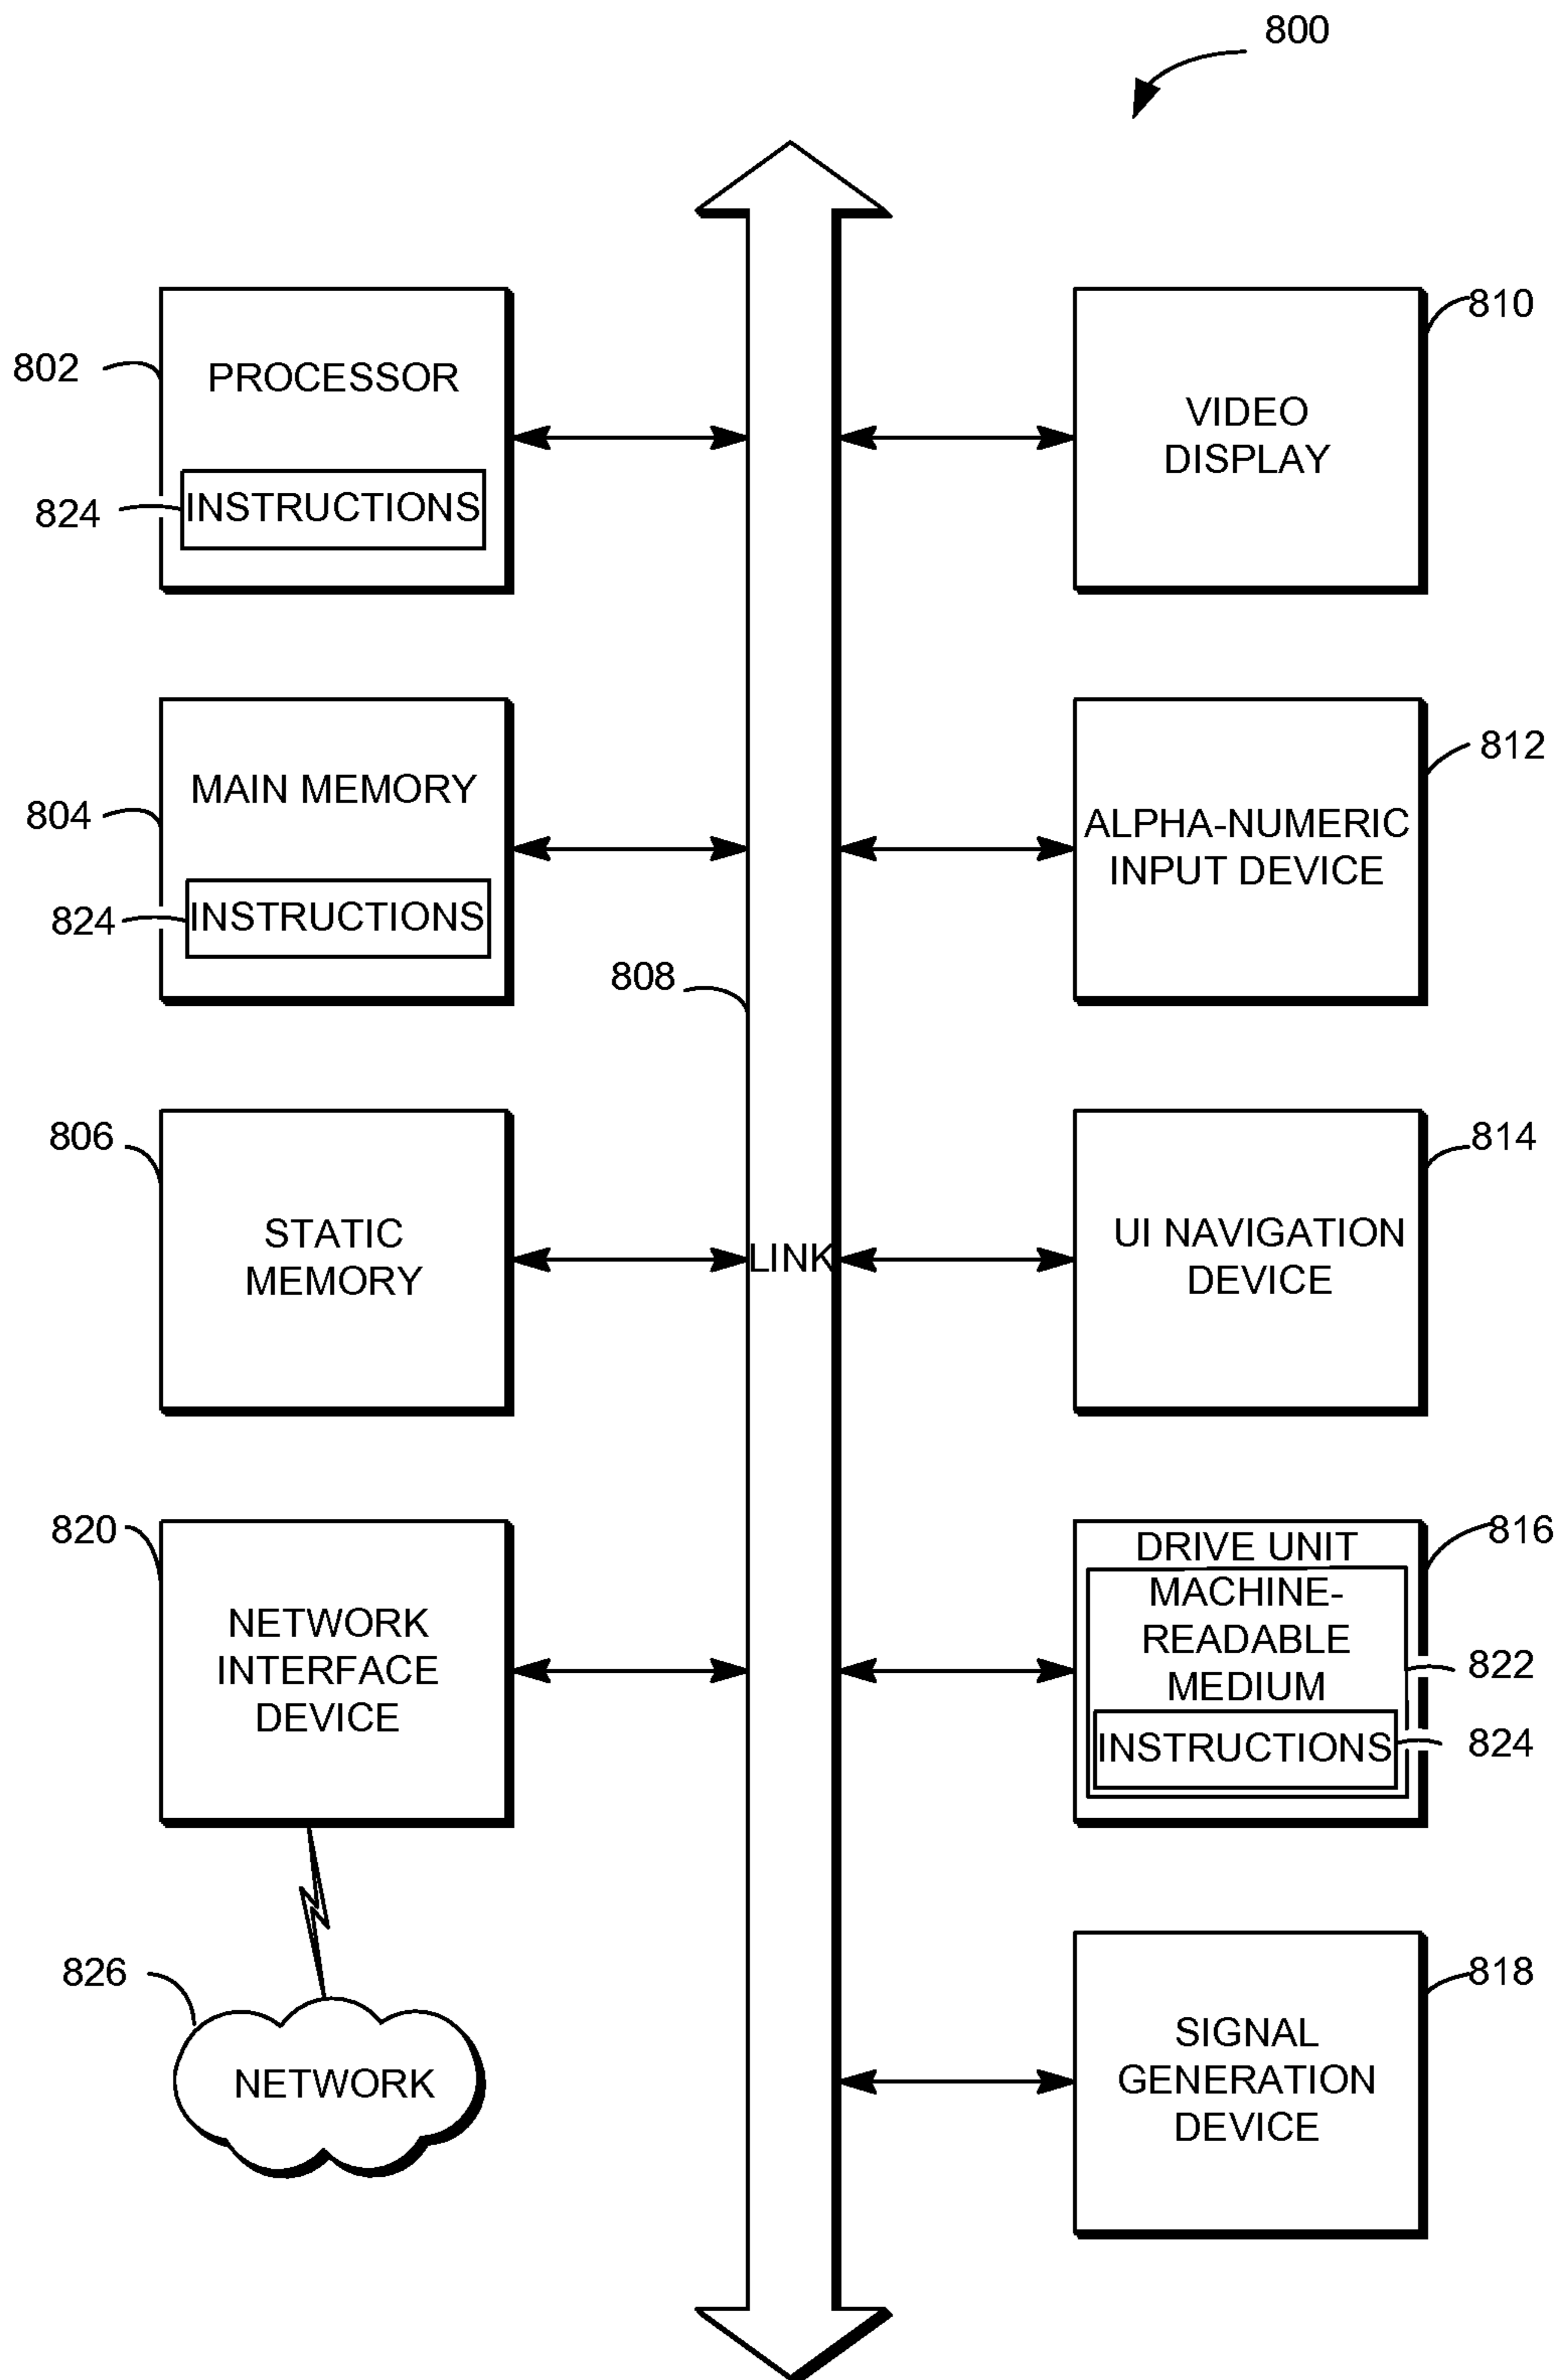 800
802
PROCESSOR
824
INSTRUCTIONS
810
VIDEO
DISPLAY
804
MAIN MEMORY
824
INSTRUCTIONS
812
ALPHA-NUMERIC
INPUT DEVICE
808
806
STATIC
MEMORY
LINK
814
UI NAVIGATION
DEVICE
820
NETWORK
INTERFACE
DEVICE
816
DRIVE UNIT
MACHINE-
READABLE
MEDIUM
822
INSTRUCTIONS
824
826
NETWORK
818
SIGNAL
GENERATION
DEVICE